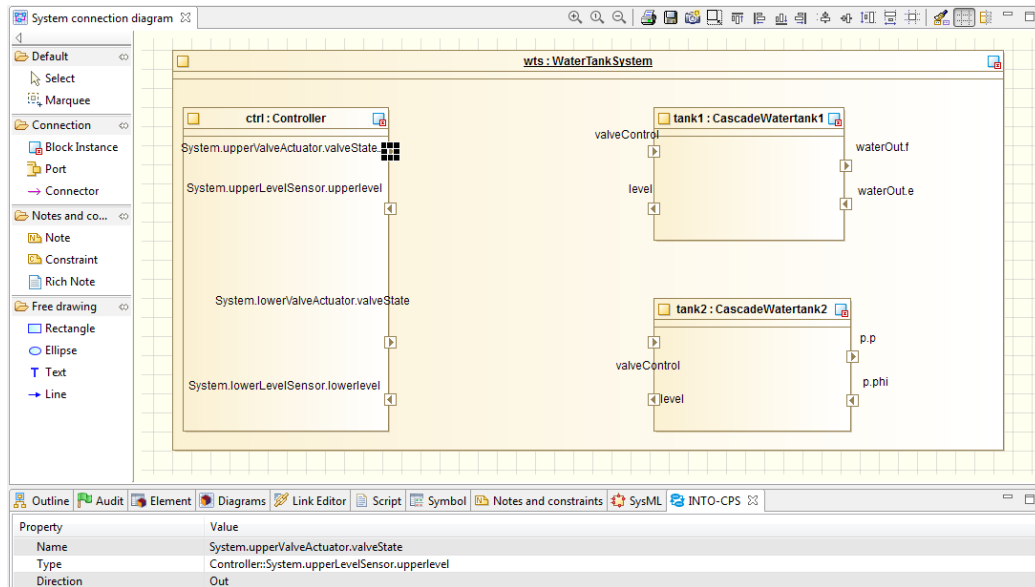 System connection diagram
Default
Select
Marquee
Connection
Block Instance
Port
Connector
Notes and co...
Note
Constraint
Rich Note
Free drawing
Rectangle
Ellipse
T Text
Line
wts : WaterTankSystem
ctrl : Controller
System.upperValveActuator.valveState
System.upperLevelSensor.upperlevel
System.lowerValveActuator.valveState
System.lowerLevelSensor.lowerlevel
tank1 : CascadeWatertank1
valveControl
level
waterOut.f
waterOut.e
tank2 : CascadeWatertank2
valveControl
level
p.p
p.phi
Outline Audit Element Diagrams Link Editor Script Symbol Notes and constraints SysML INTO-CPS
Property Value
Name System.upperValveActuator.valveState
Type Controller::System.upperLevelSensor.upperlevel
Direction Out